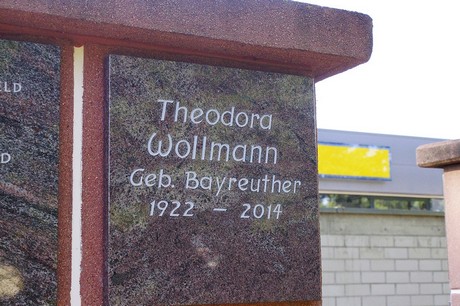 Theodora
Wollmann
Geb. Bayreuther
1922 – 2014